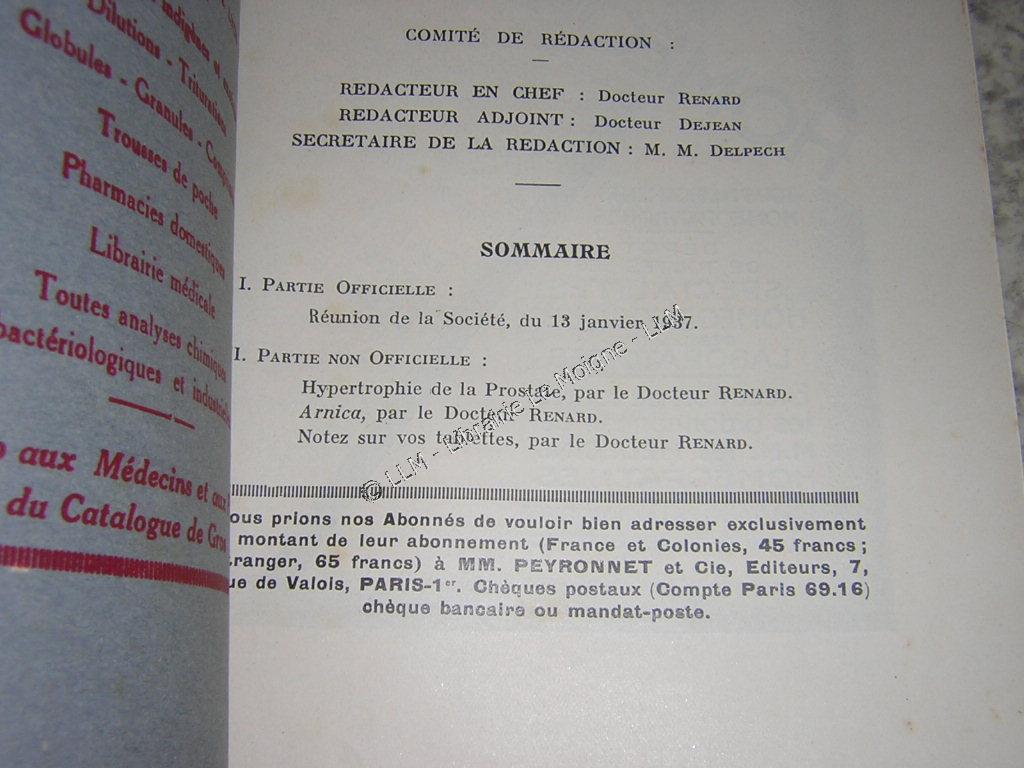 indigènes et
Dilutions - Triturations
Globules - Granules -
Trousses de poche
Pharmacies domestiques
Librairie médicale
Toutes analyses chimiques
bactériologiques et industrielles
aux Médecins et aux
du Catalogue de Gros
COMITÉ DE RÉDACTION :
REDACTEUR EN CHEF : Docteur RENARD
REDACTEUR ADJOINT : Docteur DEJEAN
SECRETAIRE DE LA REDACTION : M. M. DELPECH
SOMMAIRE
I. PARTIE OFFICIELLE :
Réunion de la Société, du 13 janvier 1937.
I. PARTIE NON OFFICIELLE :
Hypertrophie de la Prostate, par le Docteur RENARD.
Arnica, par le Docteur RENARD.
Notez sur vos tablettes, par le Docteur RENARD.
ous prions nos Abonnés de vouloir bien adresser exclusivement
montant de leur abonnement (France et Colonies, 45 francs ;
tranger, 65 francs) à MM. PEYRONNET et Cie, Editeurs, 7,
ue de Valois, PARIS-1er. Chèques postaux (Compte Paris 69.16)
chèque bancaire ou mandat-poste.
© LLM - Librairie Le Moigne - LLM